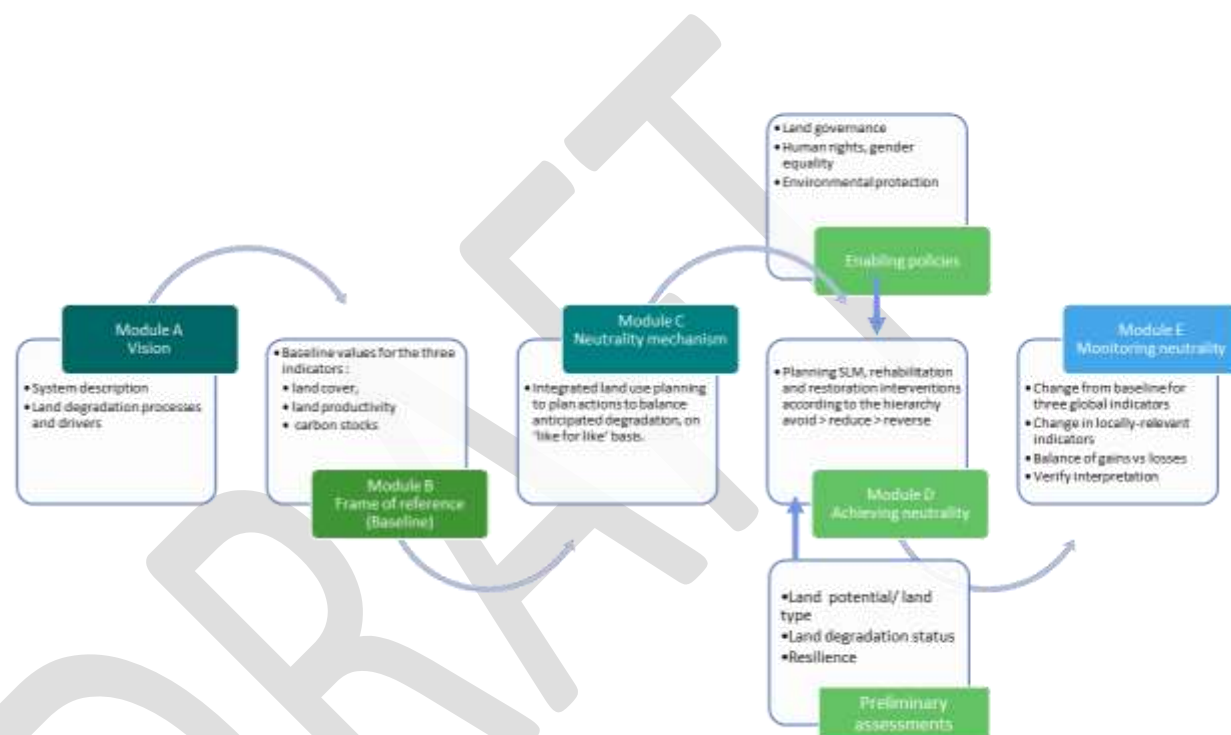 DRAFT
• Land governance
• Human rights, gender
equality
• Environmental protection
Enabling policies
Module A
Vision
• System description
• Land degradation processes
and drivers
• Baseline values for the three
indicators :
• land cover,
• land productivity
• carbon stocks
Module B
Frame of reference
(Baseline)
Module C
Neutrality mechanism
• Integrated land use planning
to plan actions to balance
anticipated degradation, on
"like for like" basis.
• Planning SLM, rehabilitation
and restoration interventions
according to the hierarchy
avoid > reduce > reverse
Module D
Achieving neutrality
•Land potential/ land
type
•Land degradation status
•Resilience
Preliminary
assessments
Module E
Monitoring neutrality
• Change from baseline for
three global indicators
• Change in locally-relevant
indicators
• Balance of gains vs losses
• Verify interpretation